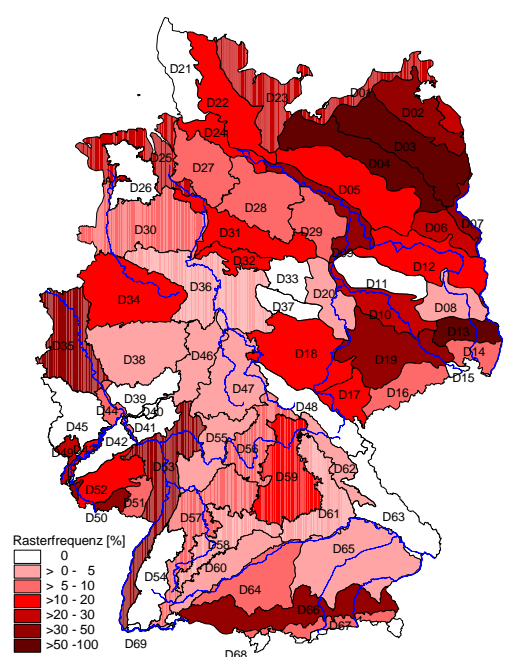 D21
D22
D23
D01
D02
D03
D24
D04
D25
D27
D05
D26
D28
D07
D30
D31
D29
D06
D09
D32
D12
D33
D11
D36
D20
D34
D37
D08
D10
D13
D35
D18
D14
D38
D46
D19
D15
D47
D17
D16
D39
D44
D40
D48
D45
D41
D42
D55
D56
D49
D53
D62
D52
D59
D51
D50
D57
D61
D63
D58
D65
D60
D54
D64
D66
D67
D69
D68
Rasterfrequenz [%]
0
> 0 - 5
> 5 - 10
>10 - 20
>20 - 30
>30 - 50
>50 -100